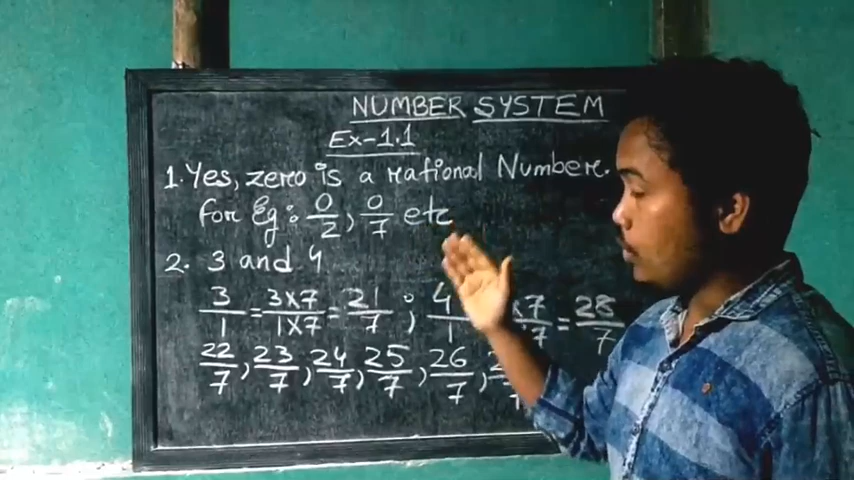 NUMBER SYSTEM
Ex-1.1
1. Yes, zero is a rational Number.
for Eg: 0/2, 0/7 etc
2. 3 and 4
3/1 = 3x7/1x7 = 21/7 ; 4/1 x7/x7 = 28/7
22/7, 23/7, 24/7, 25/7, 26/7,